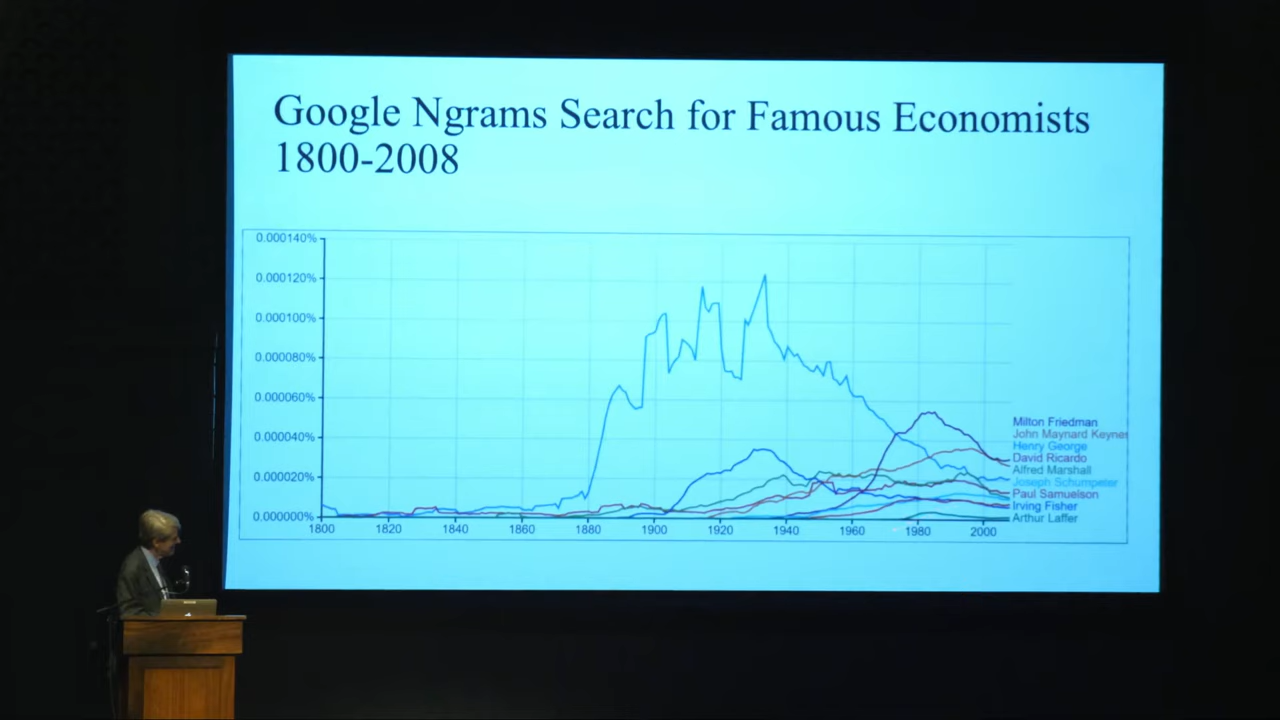 Google Ngrams Search for Famous Economists
1800-2008
0.000140%
0.000120%
0.000100%
0.000080%
0.000060%
0.000040%
0.000020%
0.000000%
1800 1820 1840 1860 1880 1900 1920 1940 1960 1980 2000
Milton Friedman
John Maynard Keynes
Henry George
David Ricardo
Alfred Marshall
Joseph Schumpeter
Paul Samuelson
Irving Fisher
Arthur Laffer